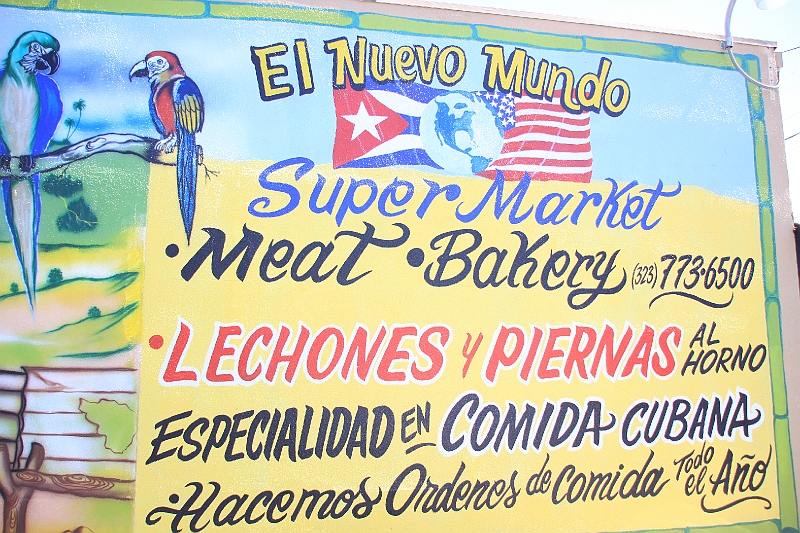 El Nuevo Mundo
Super Market
•Meat •Bakery (323) 773•6500
•LECHONES y PIERNAS AL HORNO
ESPECIALIDAD EN COMIDA CUBANA
•Hacemos Ordenes de Comida Todo el Año